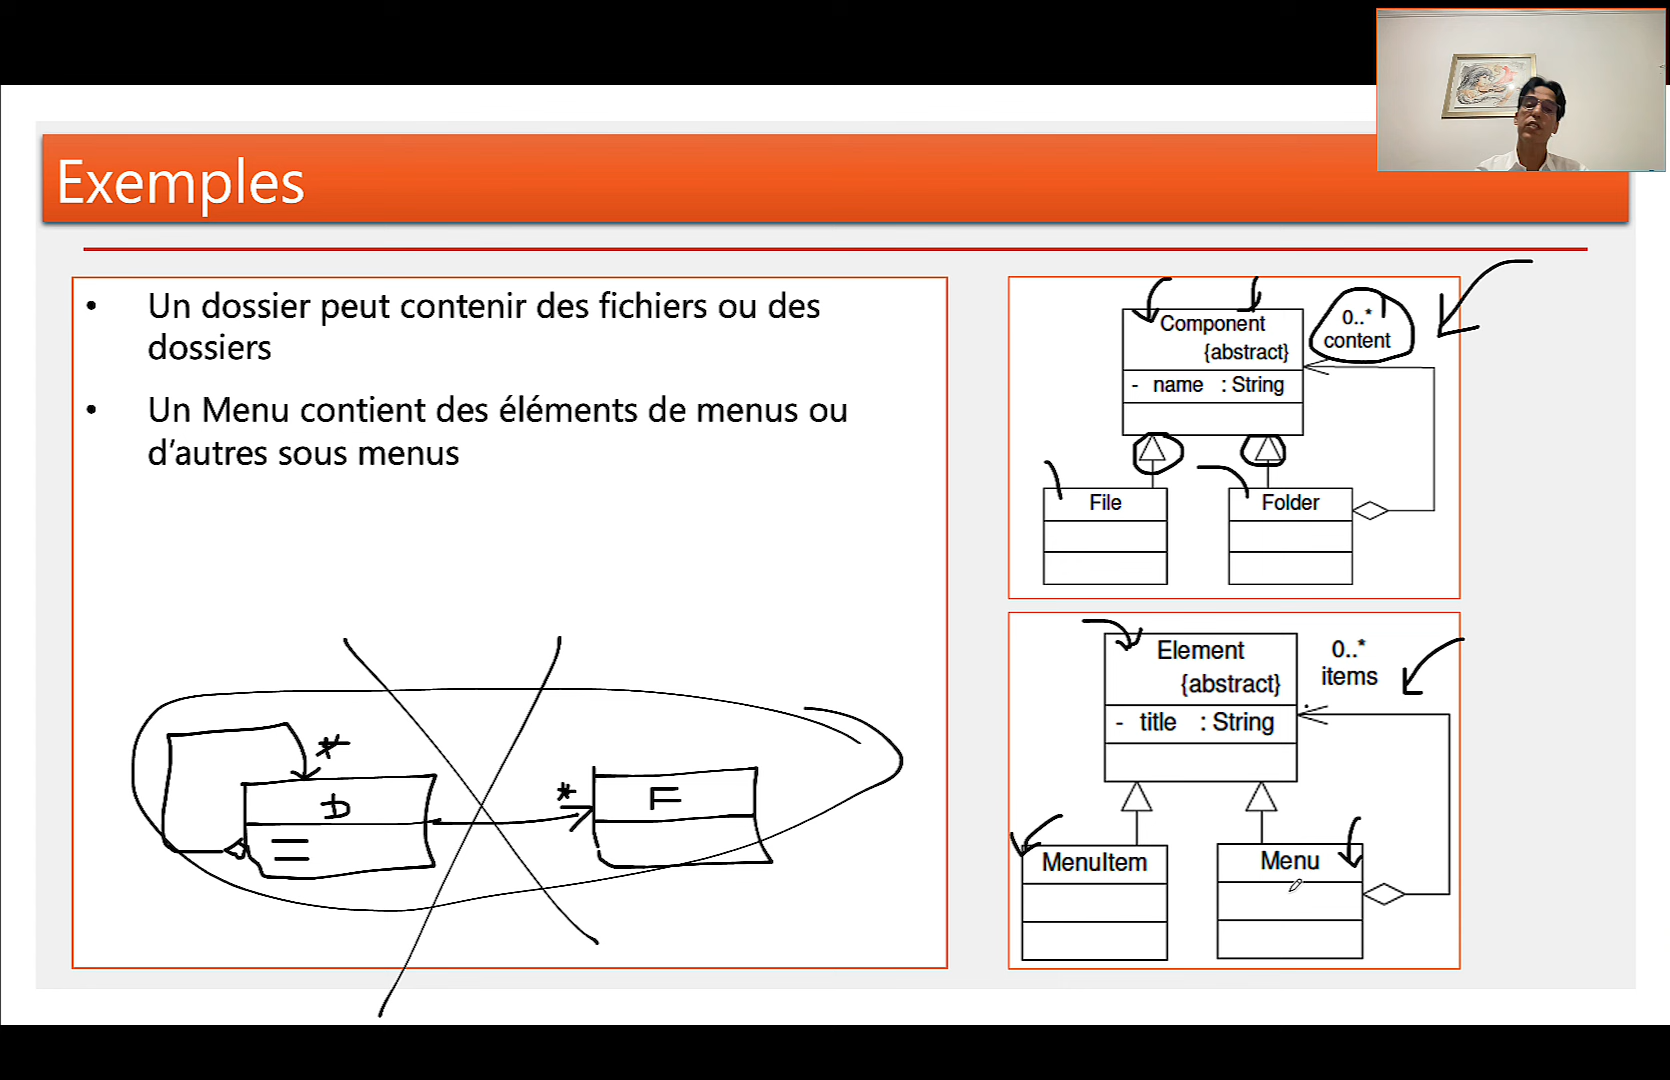 Exemples
• Un dossier peut contenir des fichiers ou des
dossiers
• Un Menu contient des éléments de menus ou
d'autres sous menus
*
D
*
F
Component
{abstract}
- name : String
0..*
content
File
Folder
Element
{abstract}
- title : String
0..*
items
MenuItem
Menu